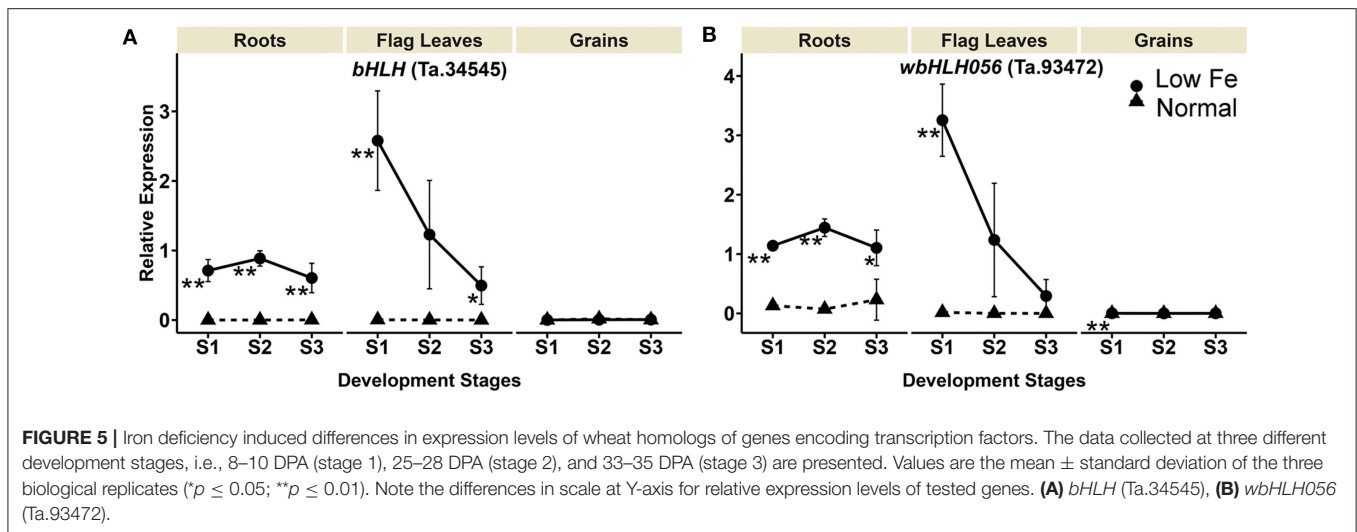 A
Roots Flag Leaves Grains
bHLH (Ta.34545)
Relative Expression
3
2
1
0
**
**
**
**
*
S1 S2 S3 S1 S2 S3 S1 S2 S3
Development Stages
B
Roots Flag Leaves Grains
wbHLH056 (Ta.93472)
Low Fe
Normal
4
3
2
1
0
**
**
*
**
**
S1 S2 S3 S1 S2 S3 S1 S2 S3
Development Stages
FIGURE 5 | Iron deficiency induced differences in expression levels of wheat homologs of genes encoding transcription factors. The data collected at three different
development stages, i.e., 8–10 DPA (stage 1), 25–28 DPA (stage 2), and 33–35 DPA (stage 3) are presented. Values are the mean ± standard deviation of the three
biological replicates (*p ≤ 0.05; **p ≤ 0.01). Note the differences in scale at Y-axis for relative expression levels of tested genes. (A) bHLH (Ta.34545), (B) wbHLH056
(Ta.93472).